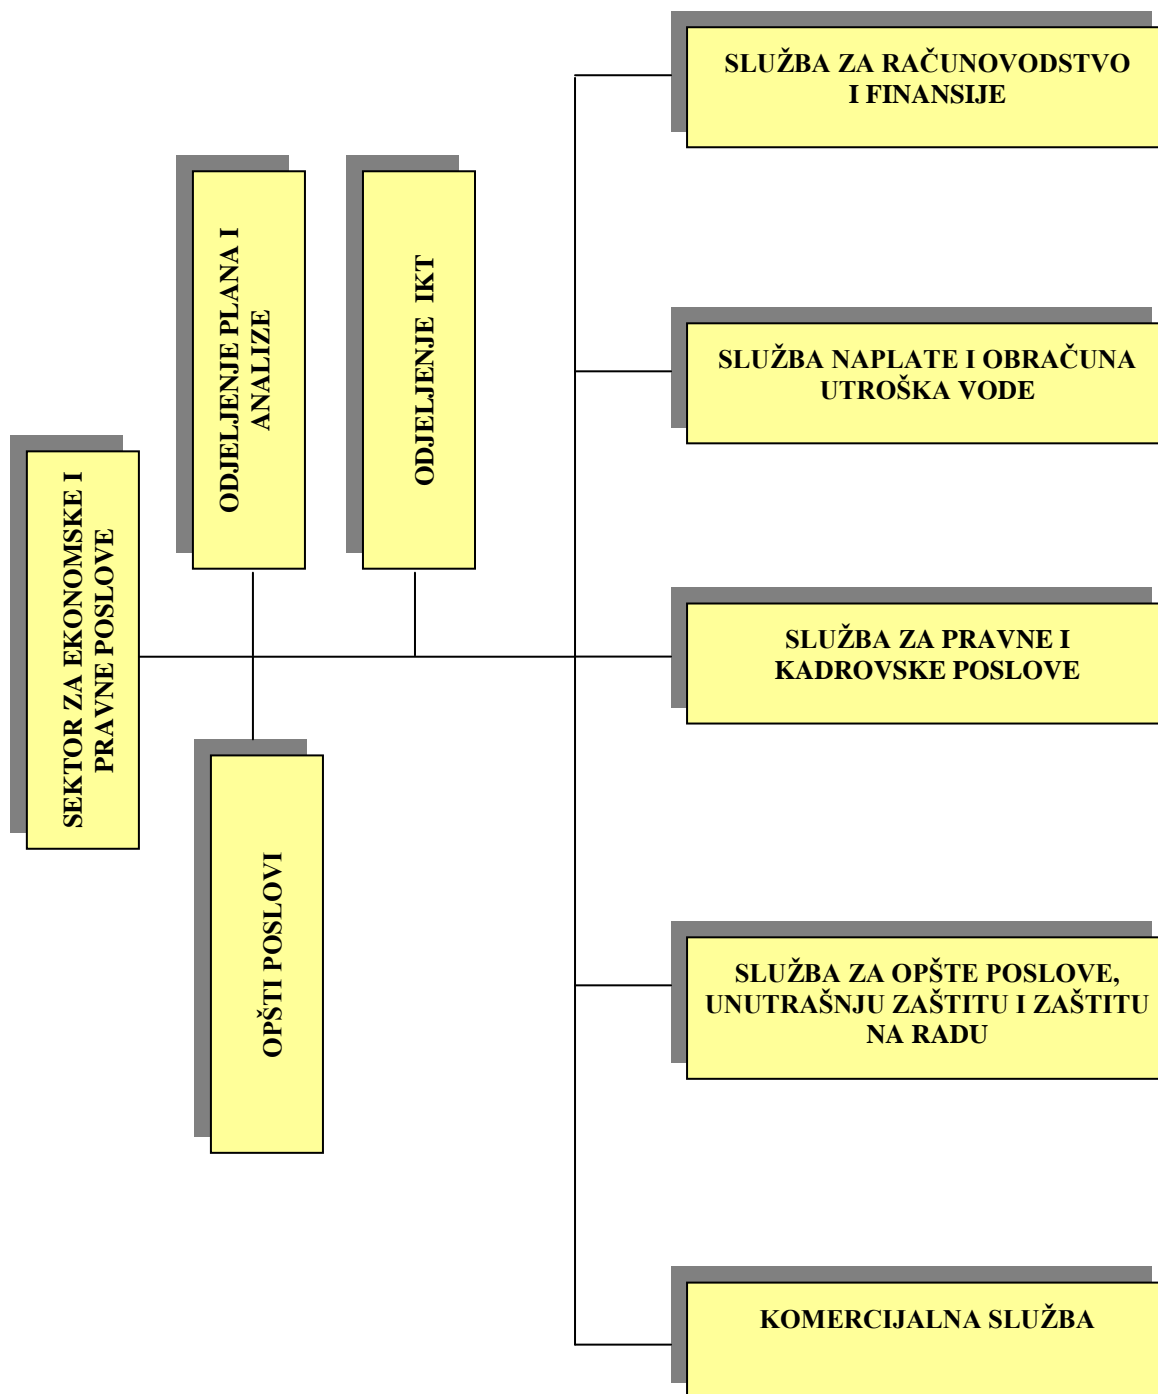 SEKTOR ZA EKONOMSKE I
PRAVNE POSLOVE
ODJELJENJE PLANA I
ANALIZE
ODJELJENJE IKT
OPŠTI POSLOVI
SLUŽBA ZA RAČUNOVODSTVO
I FINANSIJE
SLUŽBA NAPLATE I OBRAČUNA
UTROŠKA VODE
SLUŽBA ZA PRAVNE I
KADROVSKE POSLOVE
SLUŽBA ZA OPŠTE POSLOVE,
UNUTRAŠNJU ZAŠTITU I ZAŠTITU
NA RADU
KOMERCIJALNA SLUŽBA